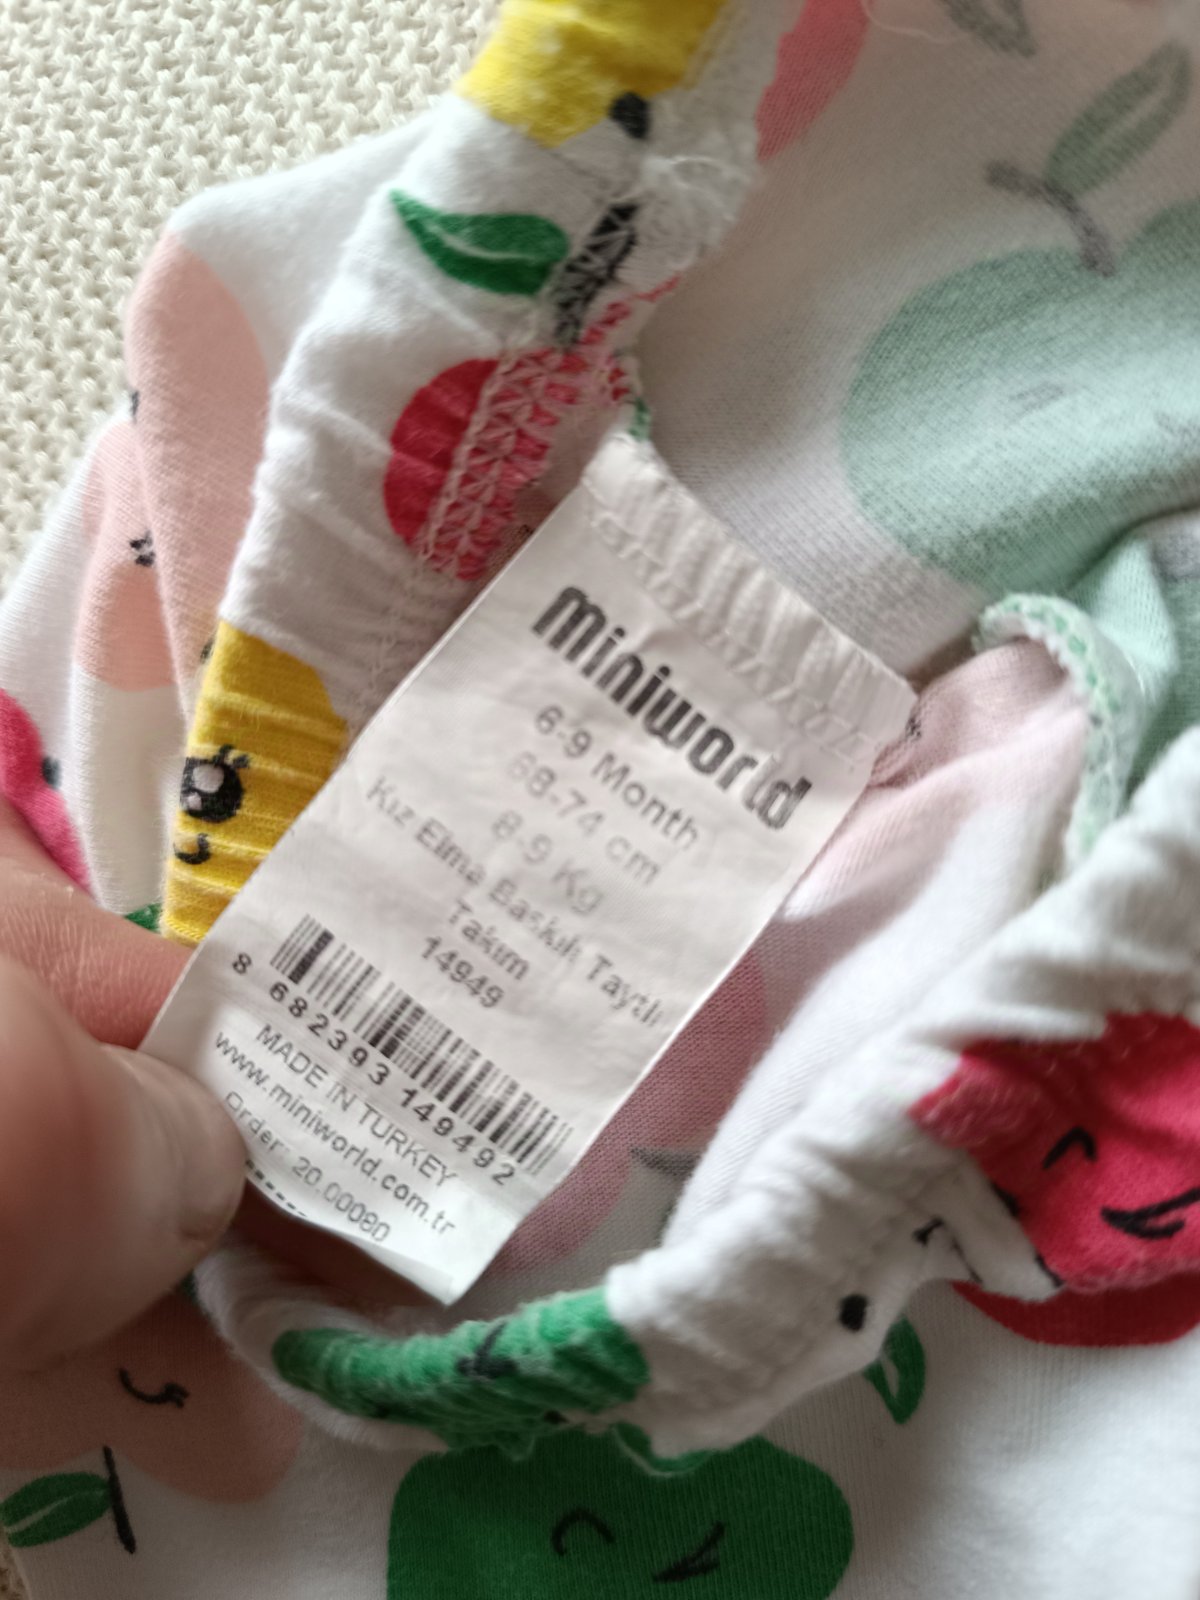 miniworld
6-9 Month
68-74 cm
8-9 Kg
Kız Elma Baskılı Taytlı
Takım
14949
8 682393 149492
MADE IN TURKEY
www.miniworld.com.tr
Order: 20.00080